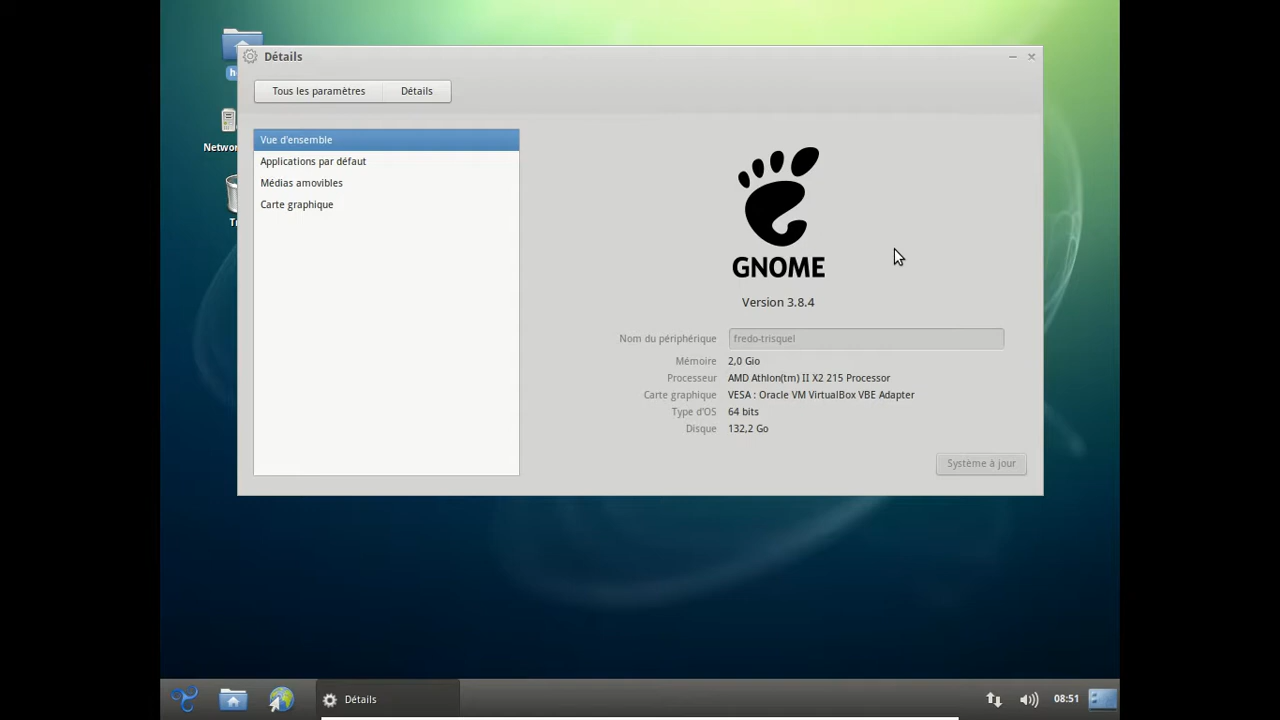 Détails
Tous les paramètres
Détails
Vue d'ensemble
Applications par défaut
Médias amovibles
Carte graphique
GNOME
Version 3.8.4
Nom du périphérique fredo-trisquel
Mémoire 2,0 Gio
Processeur AMD Athlon(tm) II X2 215 Processor
Carte graphique VESA : Oracle VM VirtualBox VBE Adapter
Type d'OS 64 bits
Disque 132,2 Go
Système à jour
h
Networ
Tr
Détails
08:51